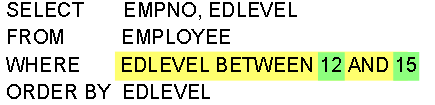 SELECT EMPNO, EDLEVEL
FROM EMPLOYEE
WHERE EDLEVEL BETWEEN 12 AND 15
ORDER BY EDLEVEL